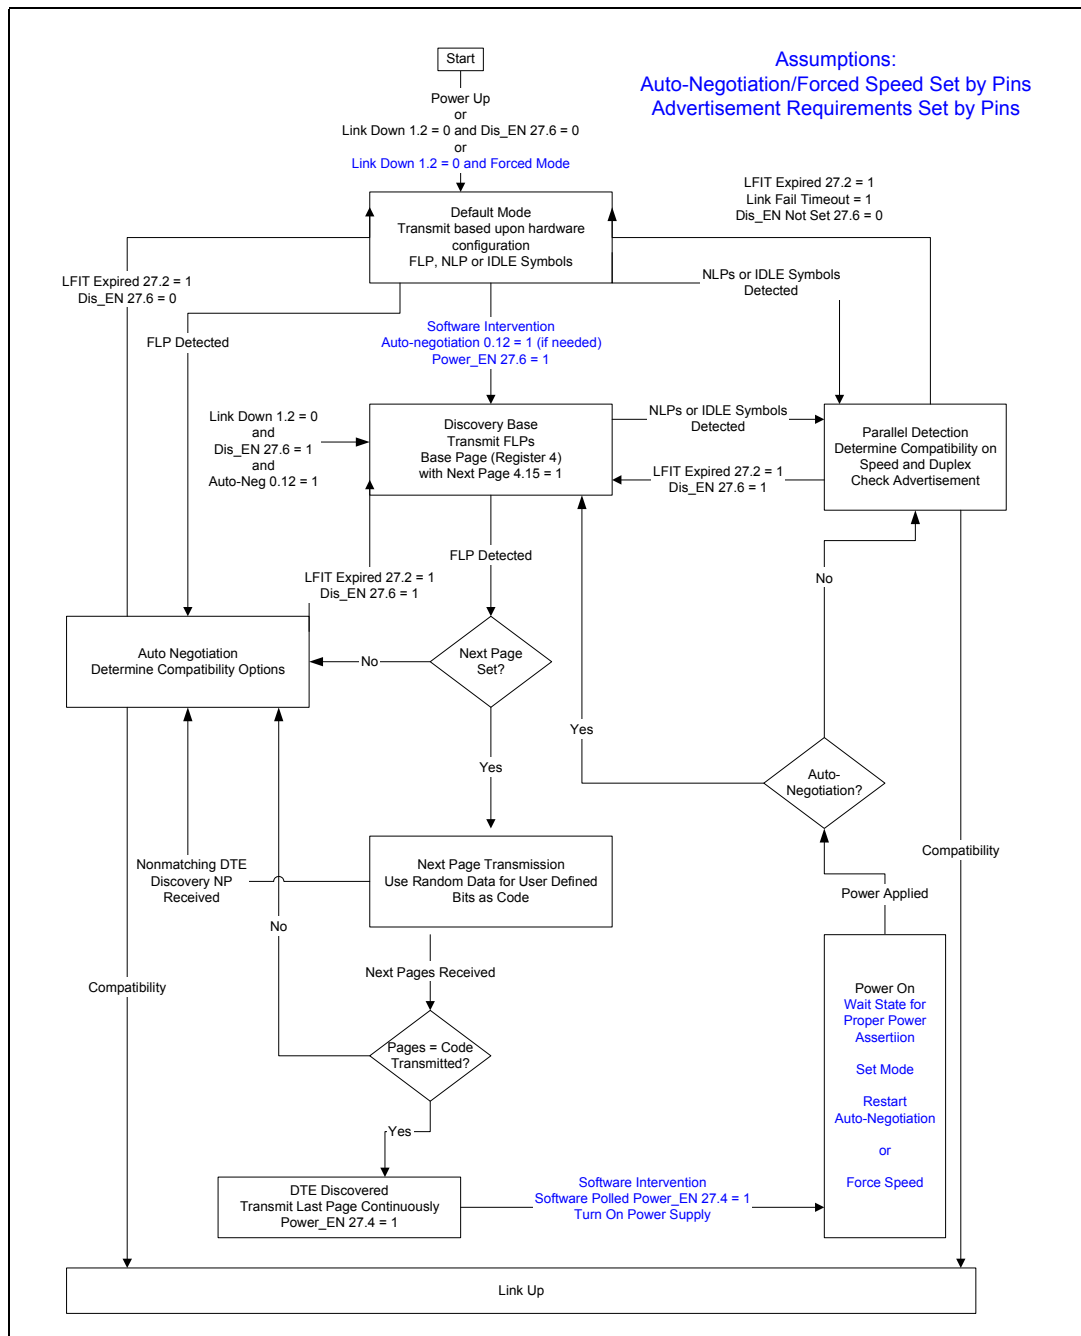 Start
Assumptions:
Auto-Negotiation/Forced Speed Set by Pins
Advertisement Requirements Set by Pins
Power Up
or
Link Down 1.2 = 0 and Dis_EN 27.6 = 0
or
Link Down 1.2 = 0 and Forced Mode
LFIT Expired 27.2 = 1
Link Fail Timeout = 1
Dis_EN Not Set 27.6 = 0
Default Mode
Transmit based upon hardware
configuration
FLP, NLP or IDLE Symbols
LFIT Expired 27.2 = 1
Dis_EN 27.6 = 0
NLPs or IDLE Symbols
Detected
FLP Detected
Software Intervention
Auto-negotiation 0.12 = 1 (if needed)
Power_EN 27.6 = 1
Link Down 1.2 = 0
and
Dis_EN 27.6 = 1
and
Auto-Neg 0.12 = 1
Discovery Base
Transmit FLPs
Base Page (Register 4)
with Next Page 4.15 = 1
NLPs or IDLE Symbols
Detected
LFIT Expired 27.2 = 1
Dis_EN 27.6 = 1
Parallel Detection
Determine Compatibility on
Speed and Duplex
Check Advertisement
FLP Detected
LFIT Expired 27.2 = 1
Dis_EN 27.6 = 1
No
Auto Negotiation
Determine Compatibility Options
No
Next Page
Set?
Yes
Yes
Auto-
Negotiation?
Nonmatching DTE
Discovery NP
Received
Next Page Transmission
Use Random Data for User Defined
Bits as Code
Compatibility
Power Applied
No
Next Pages Received
Compatibility
Pages = Code
Transmitted?
Power On
Wait State for
Proper Power
Assertiion
Set Mode
Restart
Auto-Negotiation
or
Force Speed
Yes
DTE Discovered
Transmit Last Page Continuously
Power_EN 27.4 = 1
Software Intervention
Software Polled Power_EN 27.4 = 1
Turn On Power Supply
Link Up